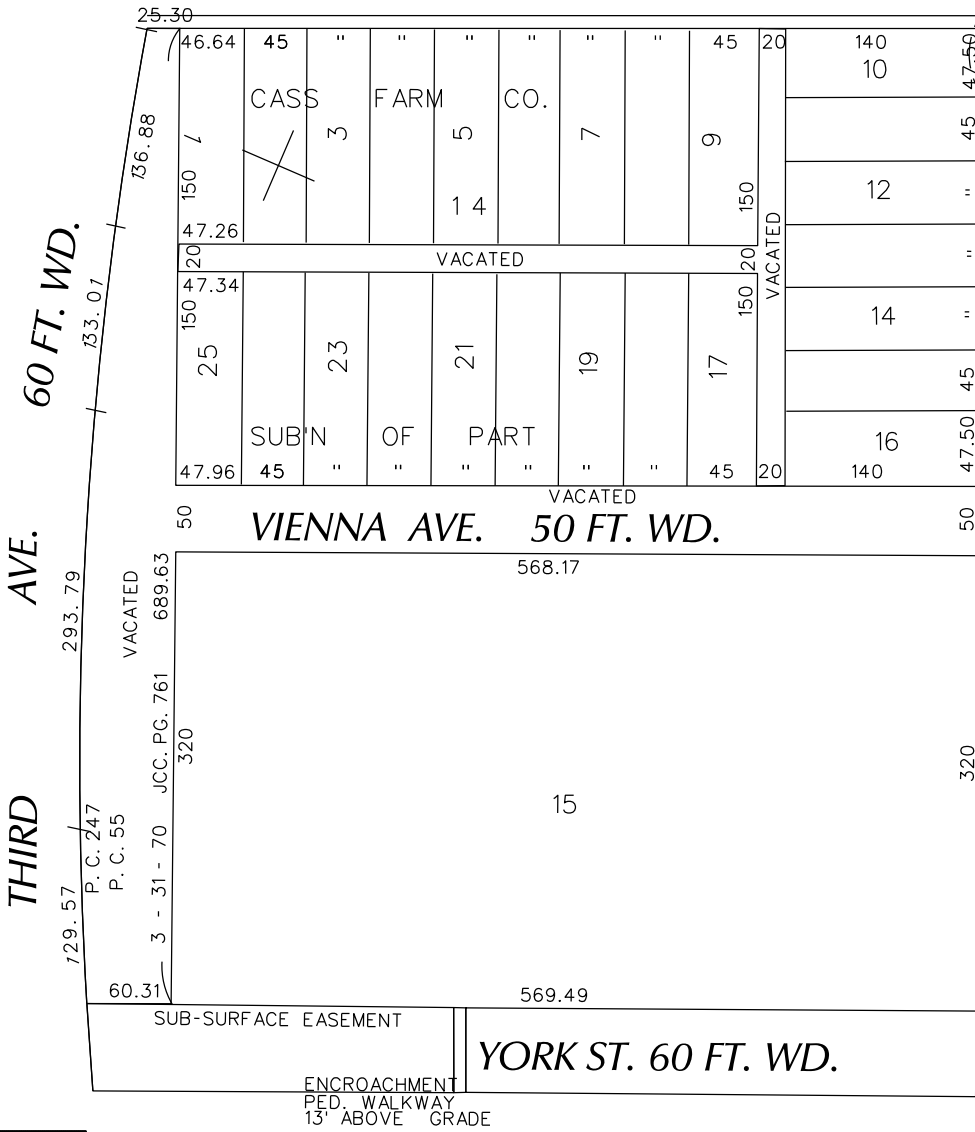 25.30
46.64 45 " " " " " " 45 20 140 47.50
10
CASS FARM CO.
136.88
1 3 5 7 9
45
150 14 150 12 "
47.26
60 FT. WD.
20 VACATED 20 VACATED "
47.34
133.01
150 150 14 "
25 23 21 19 17
45
SUB'N OF PART 16
47.50
47.96 45 " " " " " " 45 20 140
VACATED
50 VIENNA AVE. 50 FT. WD. 50
568.17
AVE.
293.79
VACATED
689.63
JCC. PG. 761
3 - 31 - 70
320 320
15
THIRD
P. C. 247
P. C. 55
129.57
60.31 569.49
SUB-SURFACE EASEMENT
YORK ST. 60 FT. WD.
ENCROACHMENT
PED. WALKWAY
13' ABOVE GRADE